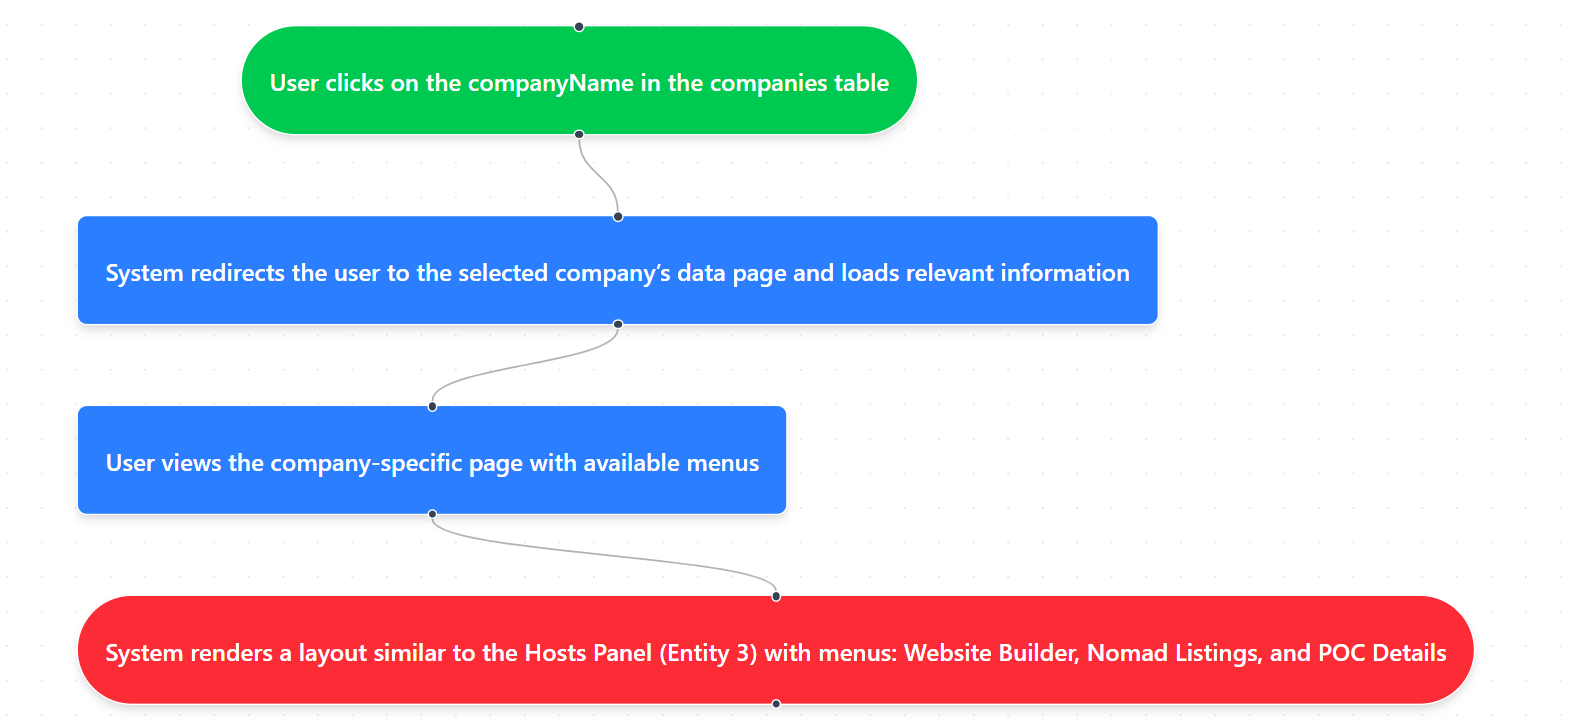 User clicks on the companyName in the companies table
System redirects the user to the selected company’s data page and loads relevant information
User views the company-specific page with available menus
System renders a layout similar to the Hosts Panel (Entity 3) with menus: Website Builder, Nomad Listings, and POC Details